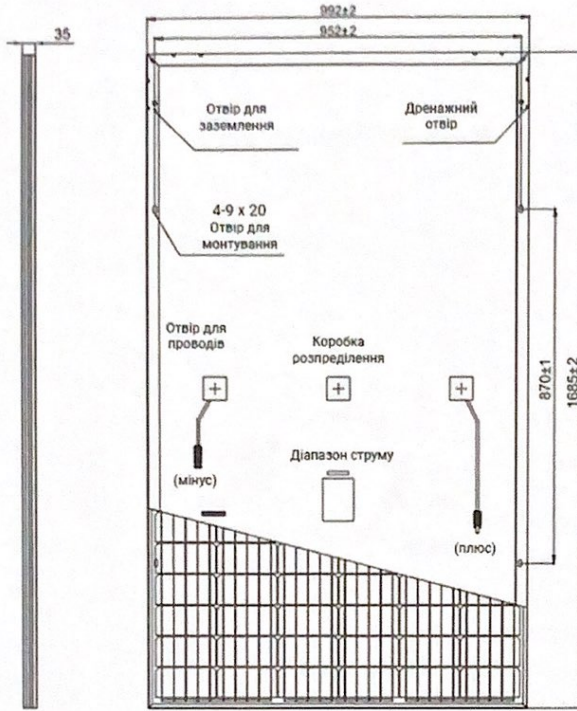 992±2
35
952±2
Отвір для
заземлення
Дренажний
отвір
4-9 x 20
Отвір для
монтування
Отвір для
проводів
Коробка
розпреділення
870±1
1685±2
Діапазон струму
(мінус)
(плюс)